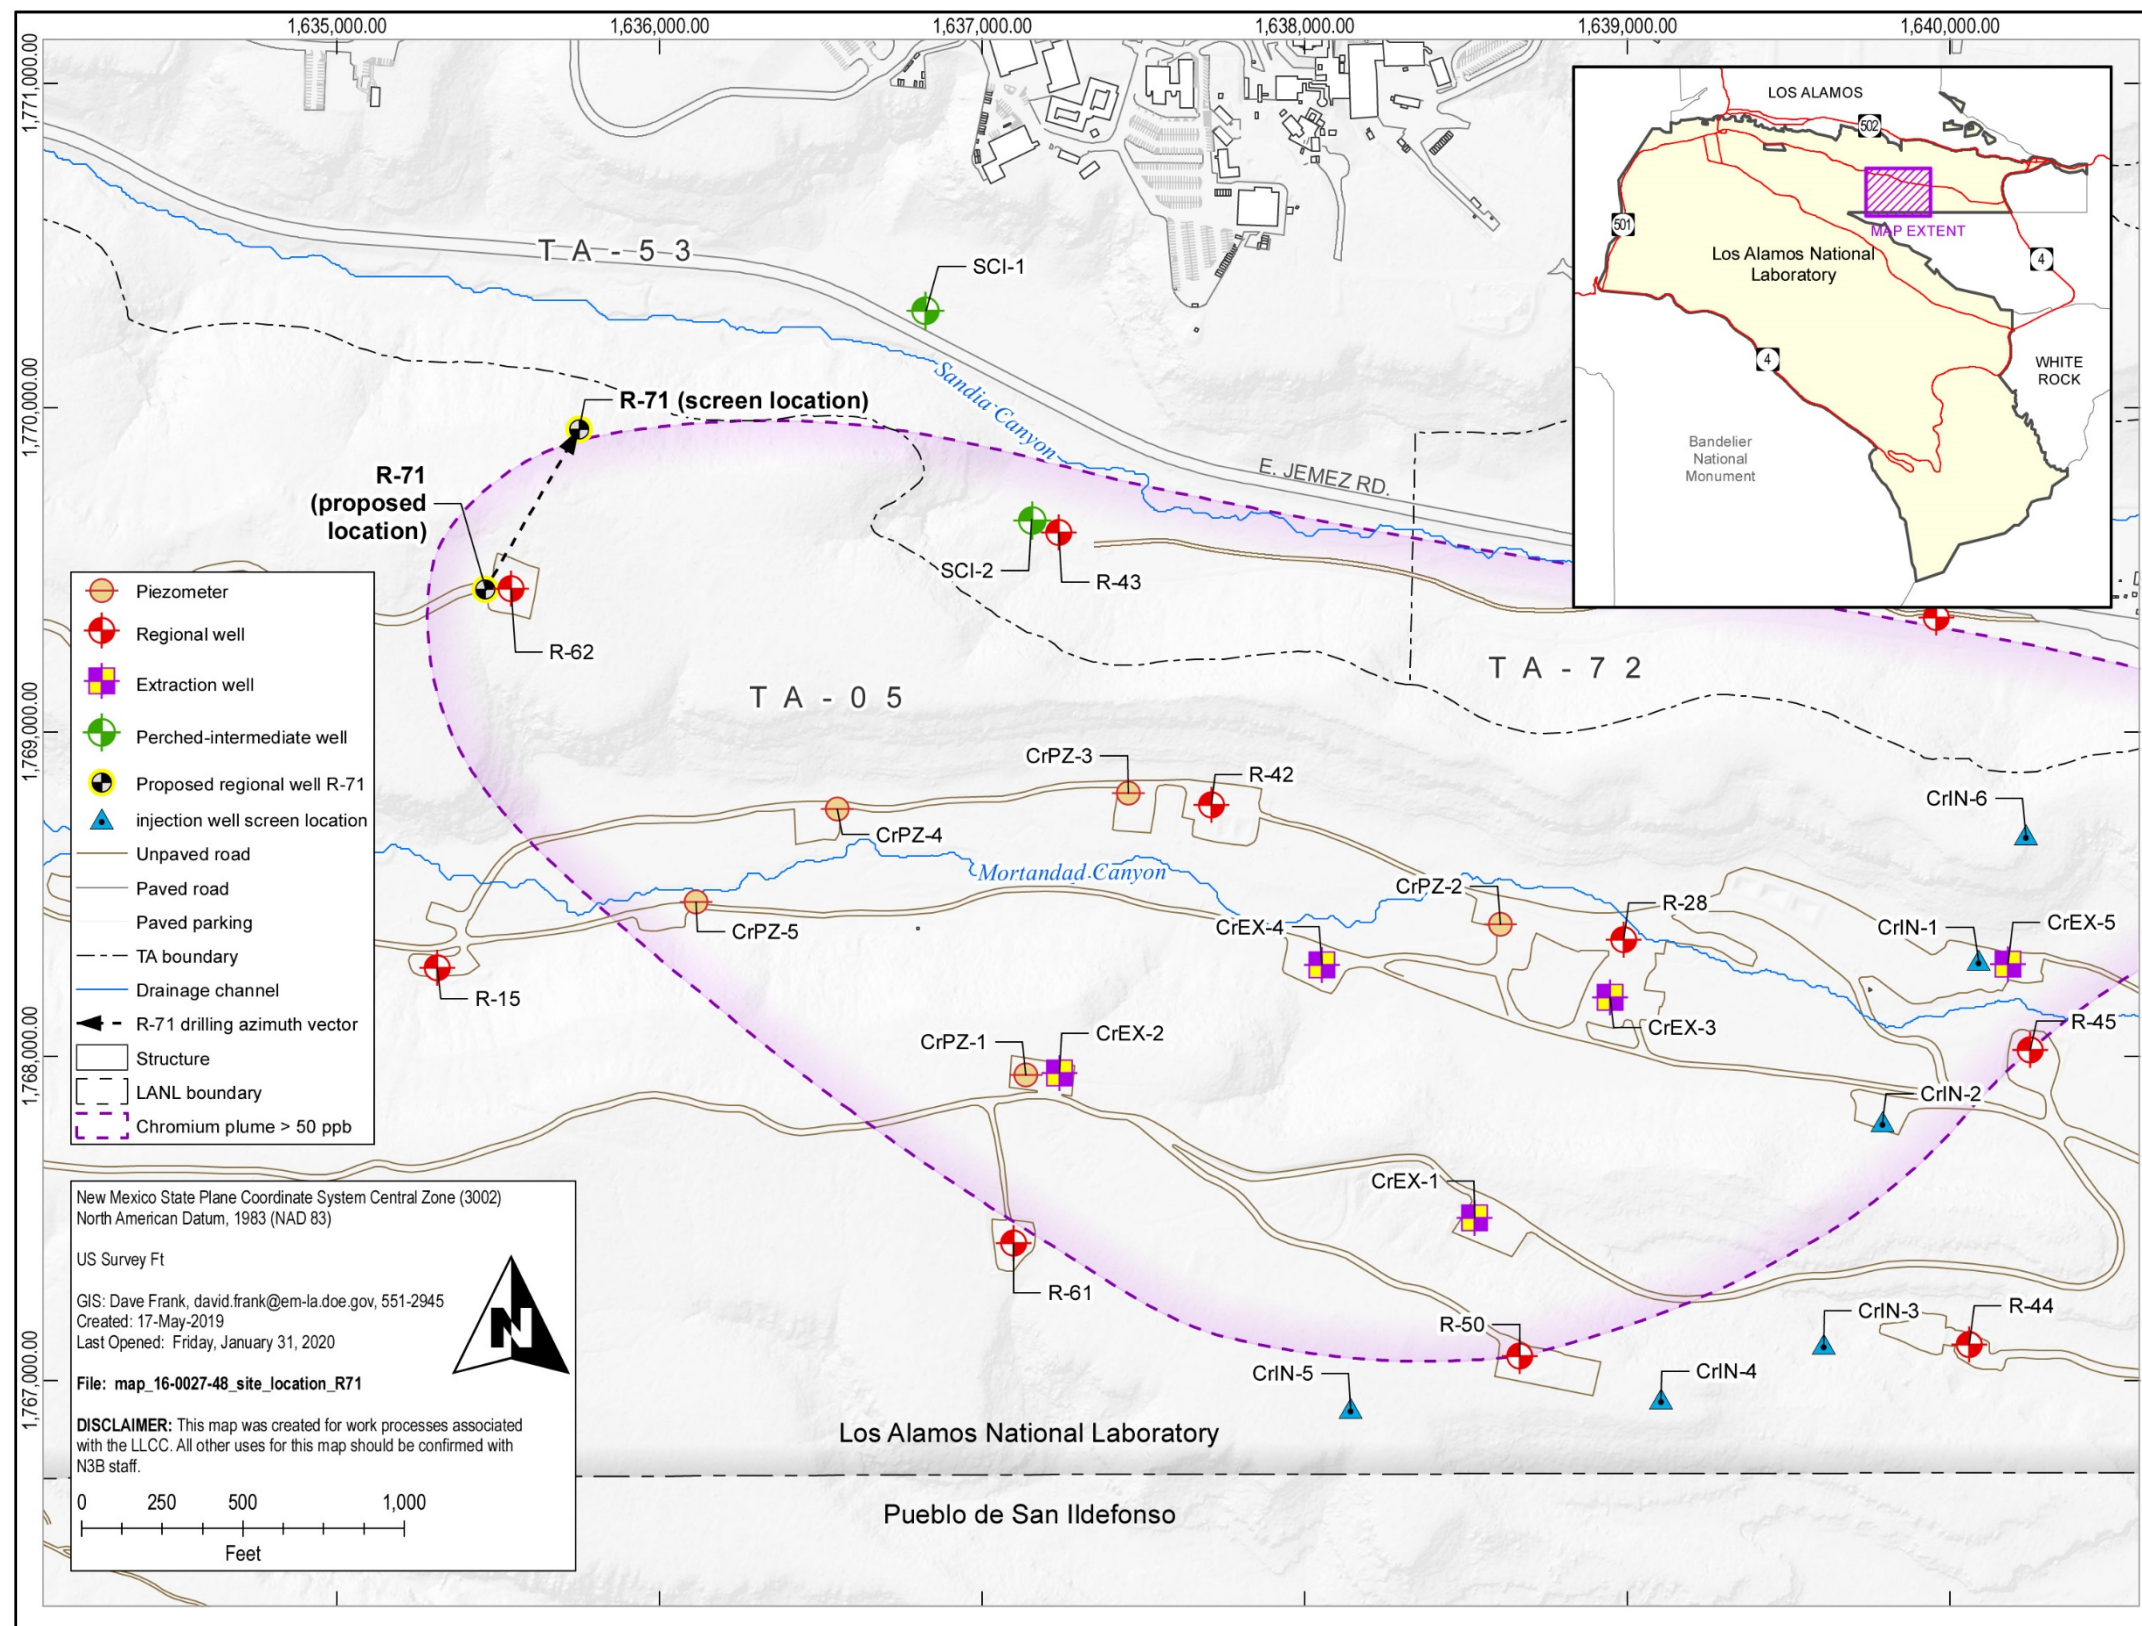 1,635,000.00
1,636,000.00
1,637,000.00
1,638,000.00
1,639,000.00
1,640,000.00
1,771,000.00
1,770,000.00
1,769,000.00
1,768,000.00
1,767,000.00
TA-53
SCI-1
Sandia Canyon
R-71 (screen location)
R-71
(proposed
location)
E. JEMEZ RD.
SCI-2
R-43
R-62
TA-05
TA-72
CrPZ-3
R-42
CrPZ-4
CrIN-6
Mortandad Canyon
CrPZ-2
R-28
CrPZ-5
CrEX-4
CrIN-1
CrEX-5
R-15
CrEX-3
R-45
CrPZ-1
CrEX-2
CrIN-2
CrEX-1
R-61
R-50
CrIN-3
R-44
CrIN-5
CrIN-4
Los Alamos National Laboratory
Pueblo de San Ildefonso
LOS ALAMOS
502
501
MAP EXTENT
Los Alamos National
Laboratory
4
4
WHITE
ROCK
Bandelier
National
Monument
Piezometer
Regional well
Extraction well
Perched-intermediate well
Proposed regional well R-71
injection well screen location
Unpaved road
Paved road
Paved parking
TA boundary
Drainage channel
R-71 drilling azimuth vector
Structure
LANL boundary
Chromium plume > 50 ppb
New Mexico State Plane Coordinate System Central Zone (3002)
North American Datum, 1983 (NAD 83)
US Survey Ft
GIS: Dave Frank, david.frank@em-la.doe.gov, 551-2945
Created: 17-May-2019
Last Opened: Friday, January 31, 2020
N
File: map_16-0027-48_site_location_R71
DISCLAIMER: This map was created for work processes associated
with the LLCC. All other uses for this map should be confirmed with
N3B staff.
0 250 500 1,000
Feet